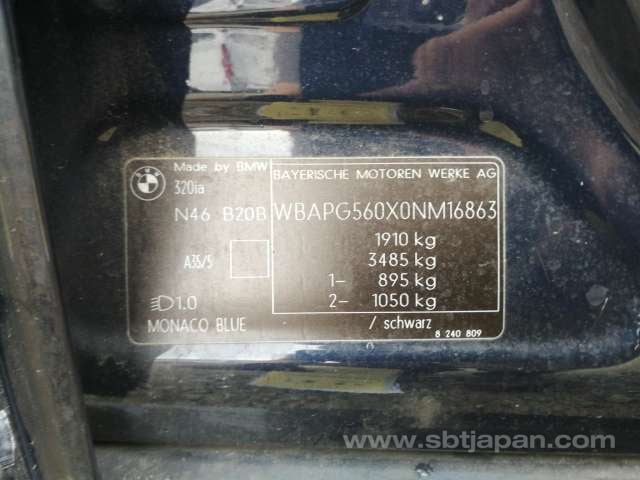 BMW
Made by BMW
320ia
N46 B20B
A35/5
1.0
MONACO BLUE / schwarz
BAYERISCHE MOTOREN WERKE AG
WBAPG560X0NM16863
1910 kg
3485 kg
1- 895 kg
2- 1050 kg
8 240 809
www.sbtjapan.com